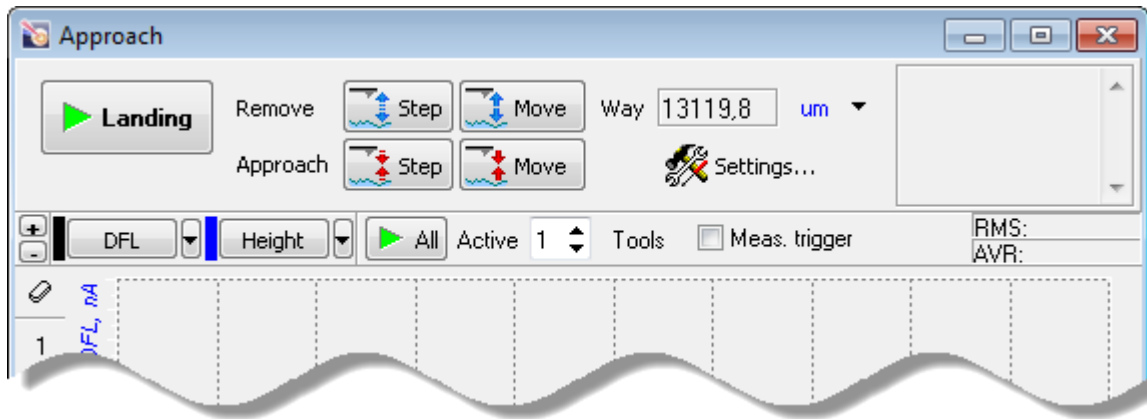 Approach
Landing Remove Step Move Way 13119,8 um
Approach Step Move Settings...
+
-
DFL Height All Active 1 Tools Meas. trigger RMS:
AVR:
DFL, nA
1